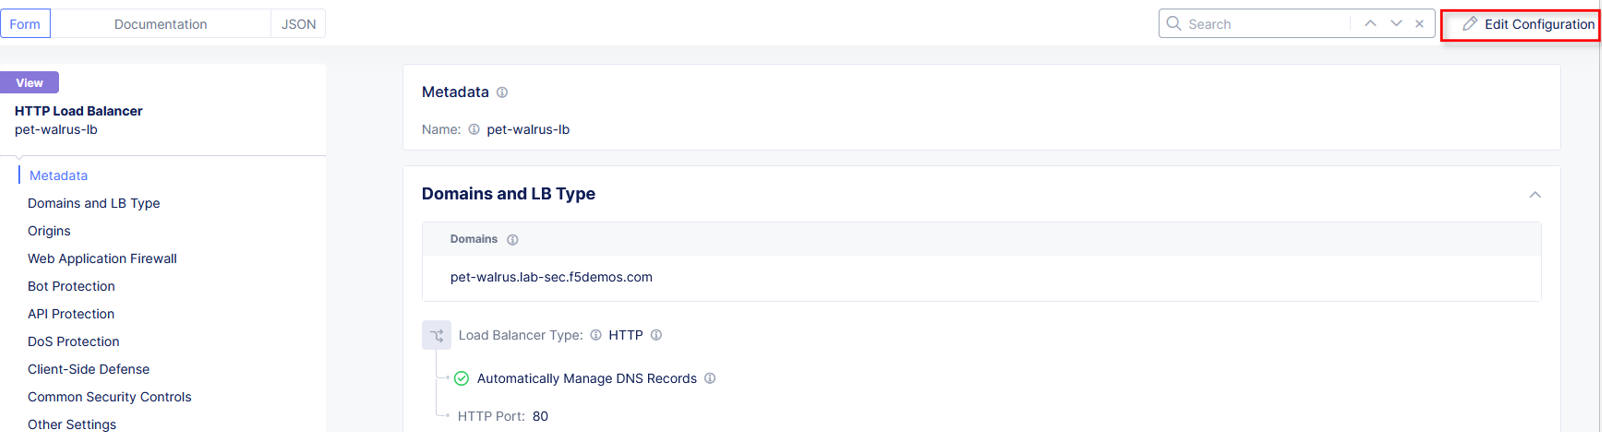 Form
Documentation
JSON
Search
Edit Configuration
View
HTTP Load Balancer
pet-walrus-lb
Metadata
Domains and LB Type
Origins
Web Application Firewall
Bot Protection
API Protection
DoS Protection
Client-Side Defense
Common Security Controls
Other Settings
Metadata
Name: pet-walrus-lb
Domains and LB Type
Domains
pet-walrus.lab-sec.f5demos.com
Load Balancer Type: HTTP
Automatically Manage DNS Records
HTTP Port: 80